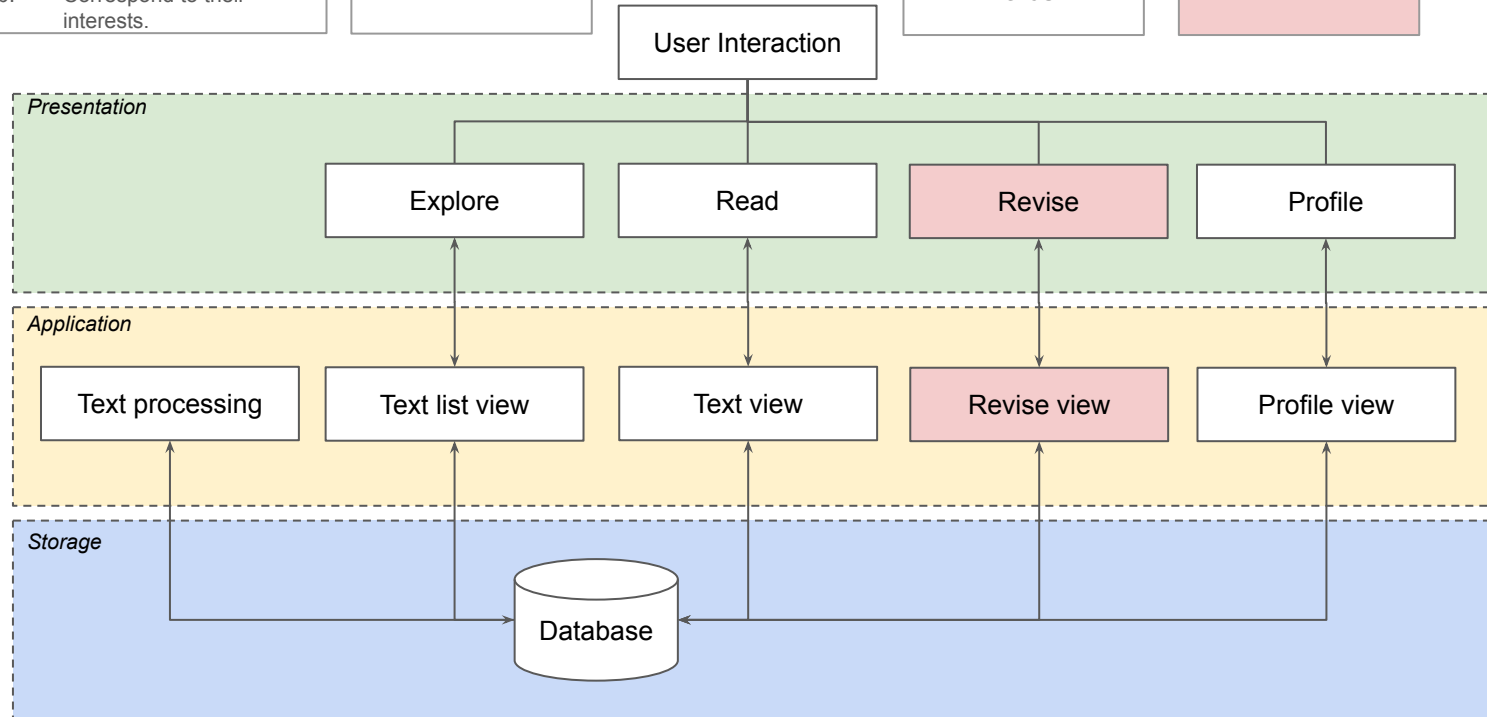 interests.
User Interaction
Presentation
Explore
Read
Revise
Profile
Application
Text processing
Text list view
Text view
Revise view
Profile view
Storage
Database